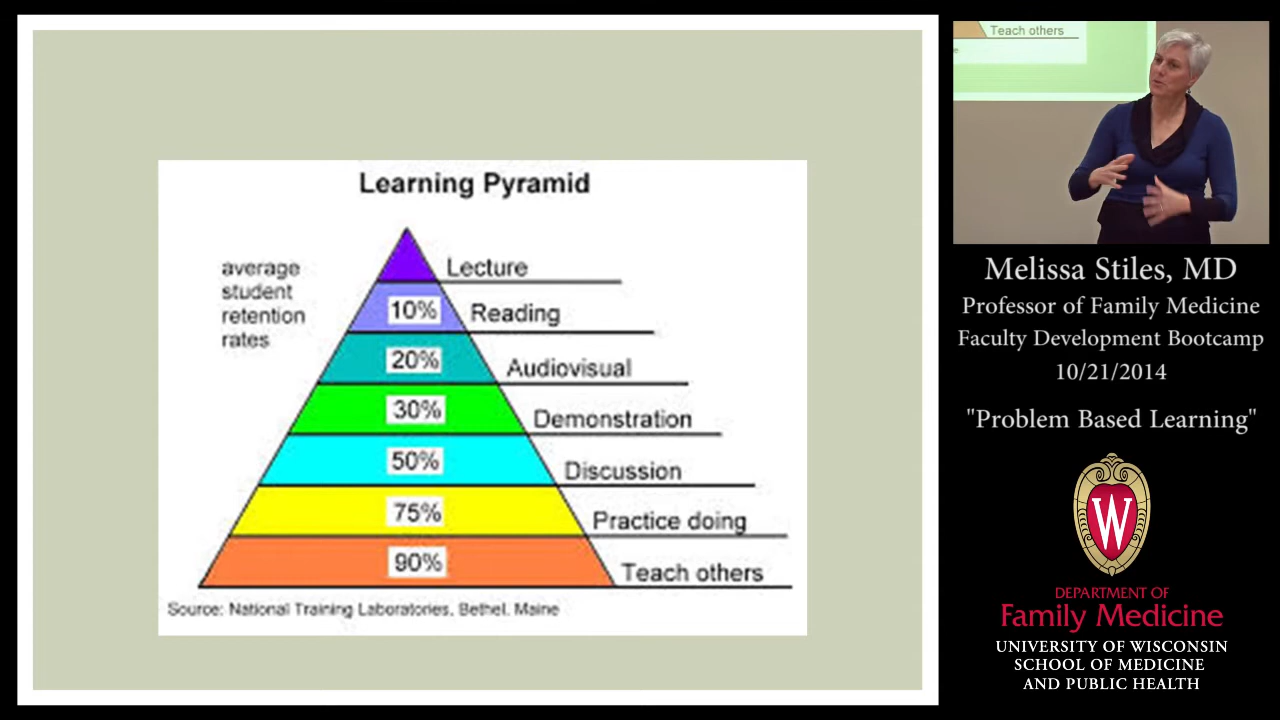 Learning Pyramid
average
student
retention
rates
Lecture
10%
Reading
20%
Audiovisual
30%
Demonstration
50%
Discussion
75%
Practice doing
90%
Teach others
Source: National Training Laboratories, Bethel. Maine
Teach others
Melissa Stiles, MD
Professor of Family Medicine
Faculty Development Bootcamp
10/21/2014
"Problem Based Learning"
W
DEPARTMENT OF
Family Medicine
UNIVERSITY OF WISCONSIN
SCHOOL OF MEDICINE
AND PUBLIC HEALTH